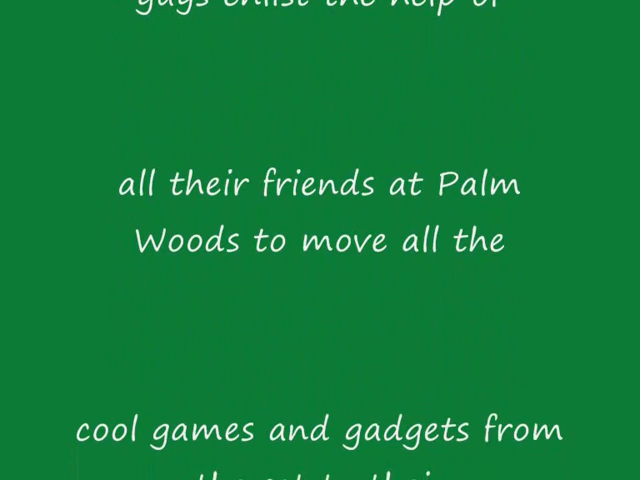 guys enlist the help of
all their friends at Palm
Woods to move all the
cool games and gadgets from
the set to their